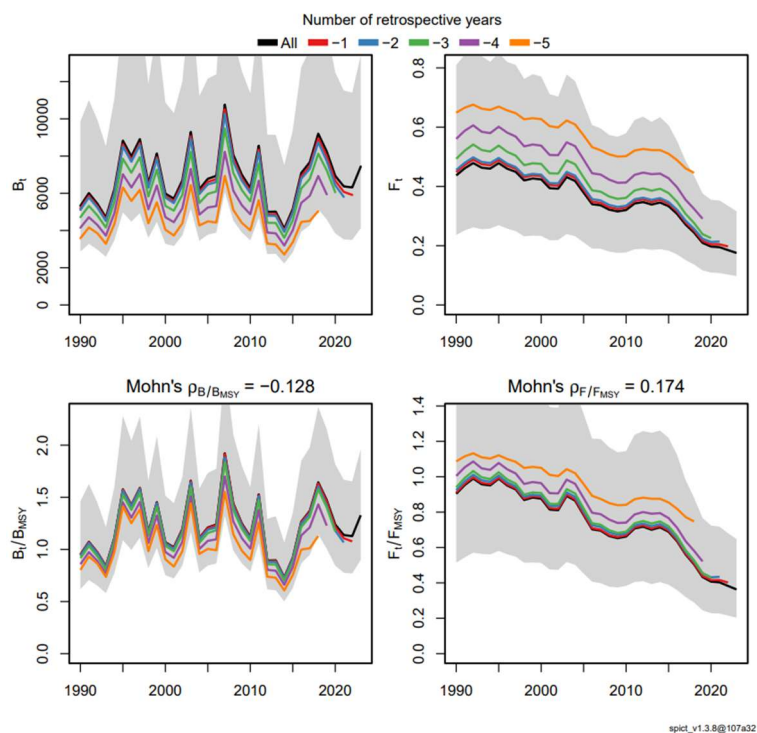 Number of retrospective years
All −1 −2 −3 −4 −5
Bt
0 2000 6000 10000
1990 2000 2010 2020
Ft
0.0 0.2 0.4 0.6 0.8
1990 2000 2010 2020
Mohn's ρB/BMSY = −0.128
Bt/BMSY
0.0 0.5 1.0 1.5 2.0
1990 2000 2010 2020
Mohn's ρF/FMSY = 0.174
Ft/FMSY
0.0 0.2 0.4 0.6 0.8 1.0 1.2 1.4
1990 2000 2010 2020
spict_v1.3.8@107a32